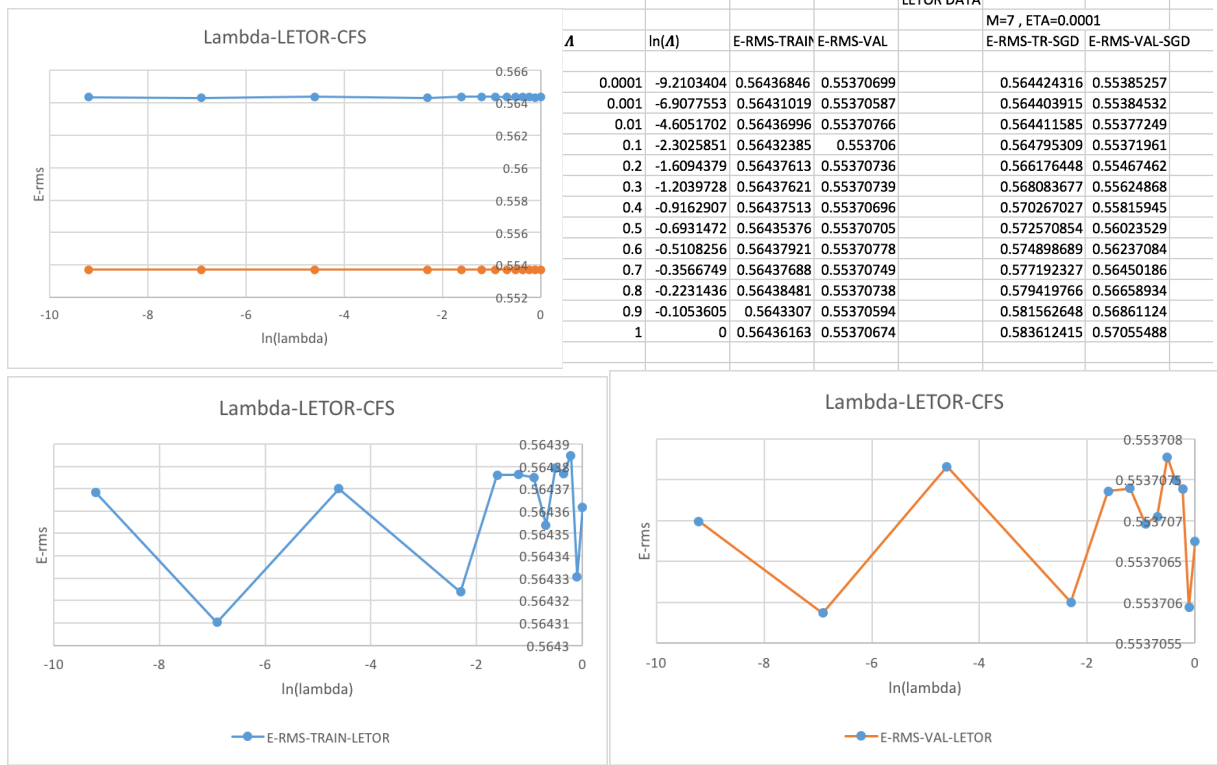 LETOR DATA
M=7 , ETA=0.0001
Λ ln(Λ) E-RMS-TRAIN E-RMS-VAL E-RMS-TR-SGD E-RMS-VAL-SGD
0.0001 -9.2103404 0.56436846 0.55370699 0.564424316 0.55385257
0.001 -6.9077553 0.56431019 0.55370587 0.564403915 0.55384532
0.01 -4.6051702 0.56436996 0.55370766 0.564411585 0.55377249
0.1 -2.3025851 0.56432385 0.553706 0.564795309 0.55371961
0.2 -1.6094379 0.56437613 0.55370736 0.566176448 0.55467462
0.3 -1.2039728 0.56437621 0.55370739 0.568083677 0.55624868
0.4 -0.9162907 0.56437513 0.55370696 0.570267027 0.55815945
0.5 -0.6931472 0.56435376 0.55370705 0.572570854 0.56023529
0.6 -0.5108256 0.56437921 0.55370778 0.574898689 0.56237084
0.7 -0.3566749 0.56437688 0.55370749 0.577192327 0.56450186
0.8 -0.2231436 0.56438481 0.55370738 0.579419766 0.56658934
0.9 -0.1053605 0.5643307 0.55370594 0.581562648 0.56861124
1 0 0.56436163 0.55370674 0.583612415 0.57055488
Lambda-LETOR-CFS
0.566
0.564
0.562
0.56
0.558
0.556
0.554
0.552
E-rms
-10 -8 -6 -4 -2 0
ln(lambda)
Lambda-LETOR-CFS
0.56439
0.56438
0.56437
0.56436
0.56435
0.56434
0.56433
0.56432
0.56431
0.5643
E-rms
-10 -8 -6 -4 -2 0
ln(lambda)
E-RMS-TRAIN-LETOR
Lambda-LETOR-CFS
0.553708
0.5537075
0.553707
0.5537065
0.553706
0.5537055
E-rms
-10 -8 -6 -4 -2 0
ln(lambda)
E-RMS-VAL-LETOR